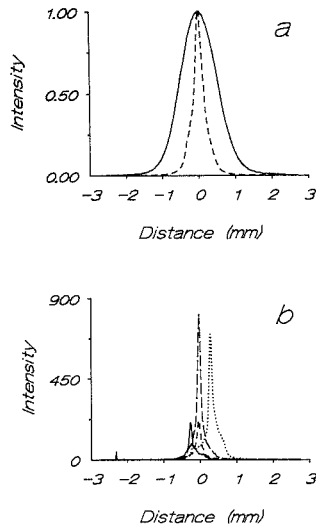 a
1.00
0.50
0.00
Intensity
-3 -2 -1 0 1 2 3
Distance (mm)
b
900
450
0
Intensity
-3 -2 -1 0 1 2 3
Distance (mm)